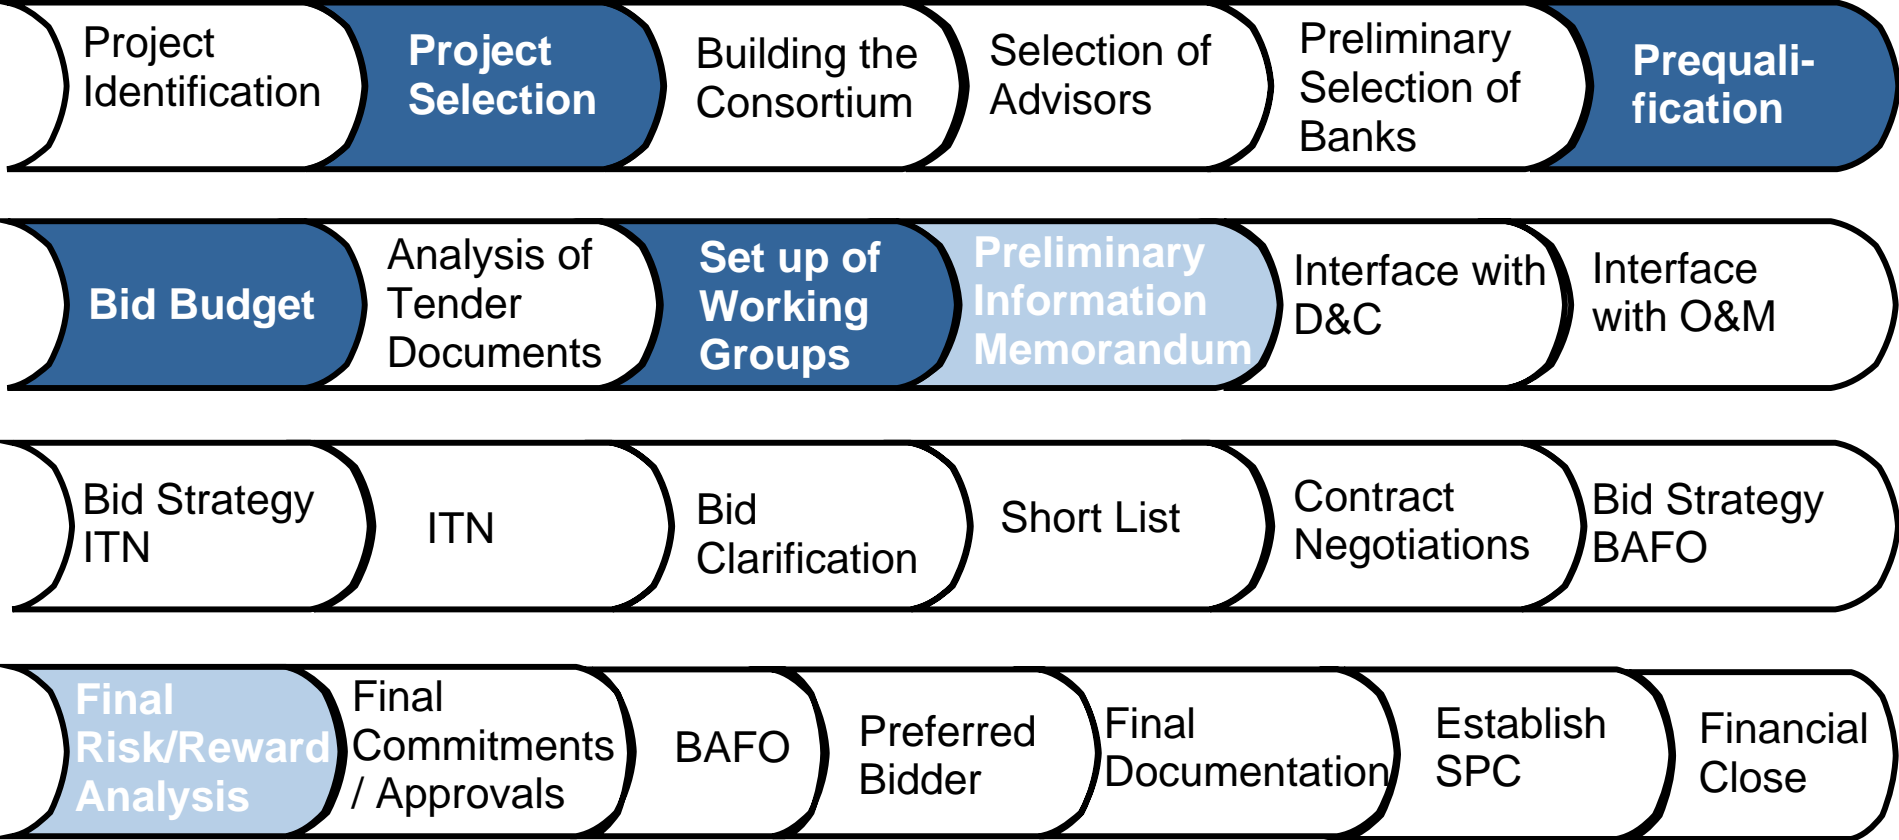 Project
Identification
Project
Selection
Building the
Consortium
Selection of
Advisors
Preliminary
Selection of
Banks
Prequali-
fication
Bid Budget
Analysis of
Tender
Documents
Set up of
Working
Groups
Preliminary
Information
Memorandum
Interface with
D&C
Interface
with O&M
Bid Strategy
ITN
ITN
Bid
Clarification
Short List
Contract
Negotiations
Bid Strategy
BAFO
Final
Risk/Reward
Analysis
Final
Commitments
/ Approvals
BAFO
Preferred
Bidder
Final
Documentation
Establish
SPC
Financial
Close